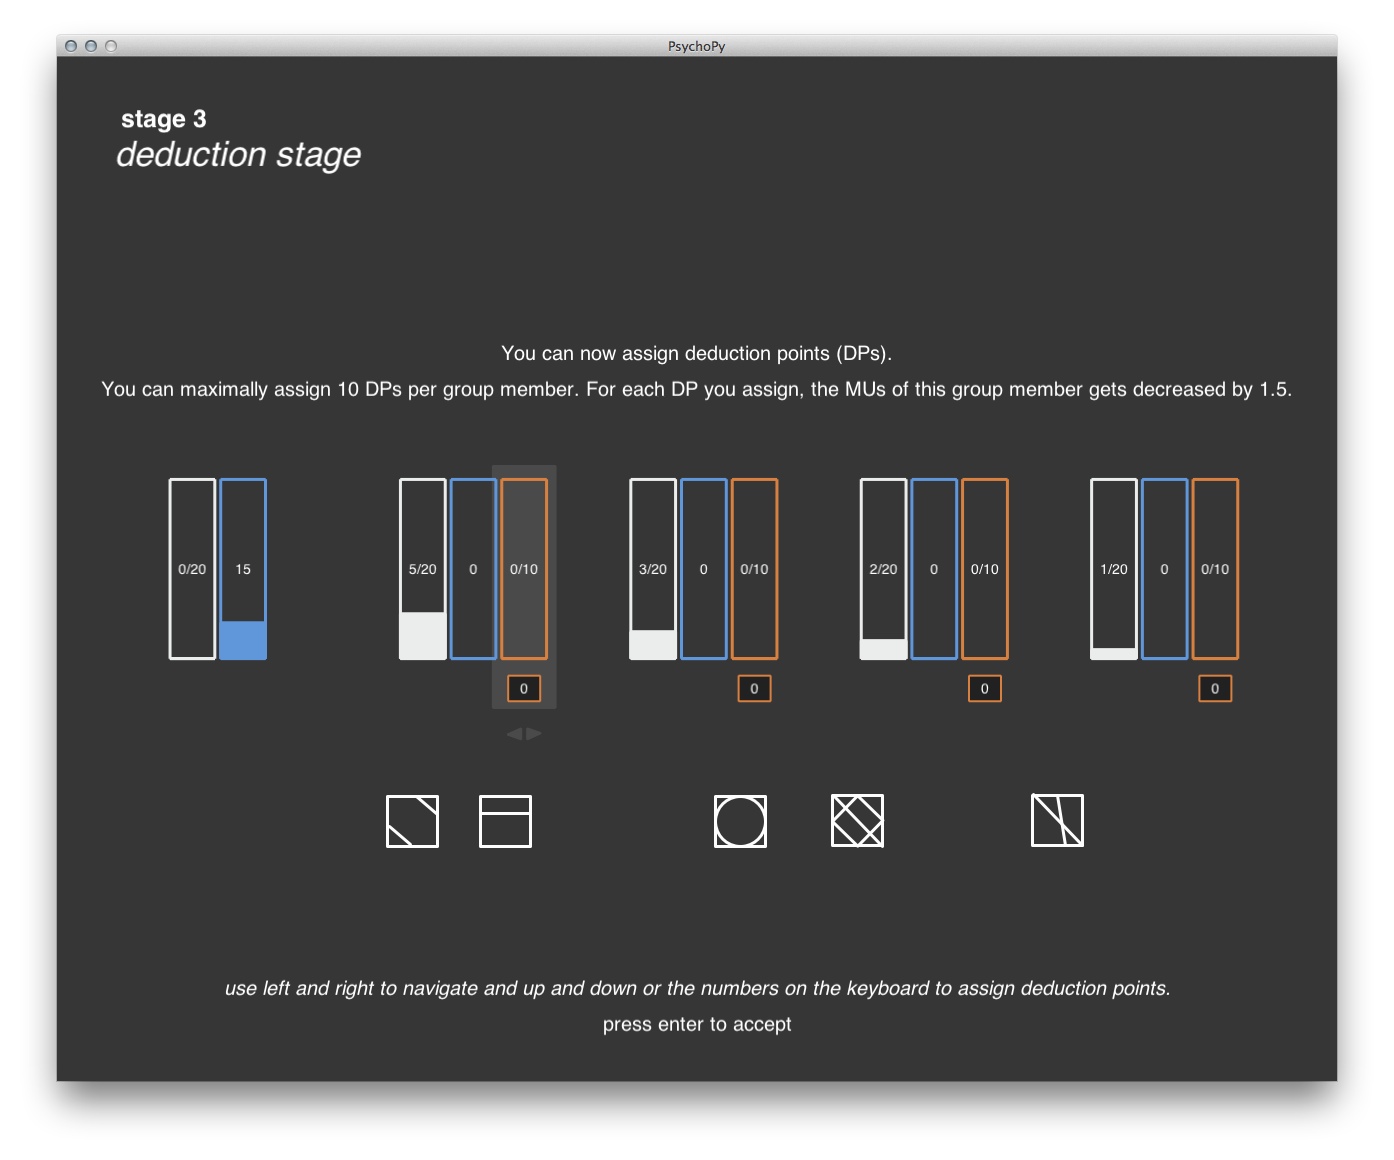 PsychoPy
stage 3
deduction stage
You can now assign deduction points (DPs).
You can maximally assign 10 DPs per group member. For each DP you assign, the MUs of this group member gets decreased by 1.5.
0/20 15 5/20 0 0/10 3/20 0 0/10 2/20 0 0/10 1/20 0 0/10
0 0 0 0
use left and right to navigate and up and down or the numbers on the keyboard to assign deduction points.
press enter to accept